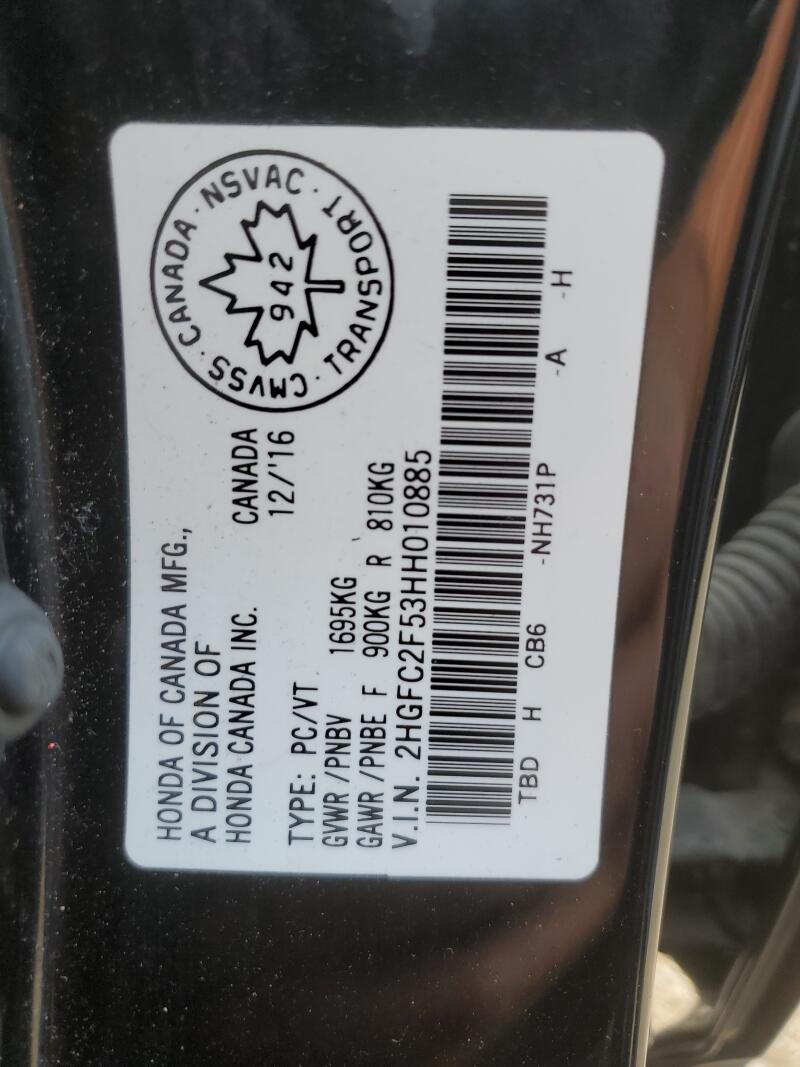 HONDA OF CANADA MFG.,
A DIVISION OF
HONDA CANADA INC.
CANADA
12/'16
TYPE: PC/VT
GVWR /PNBV 1695KG
GAWR /PNBE F 900KG R 810KG
V.I.N. 2HGFC2F53HH010885
TBD H CB6 -NH731P -A -H
CMVSS · CANADA · NSVAC · TRANSPORT ·
942